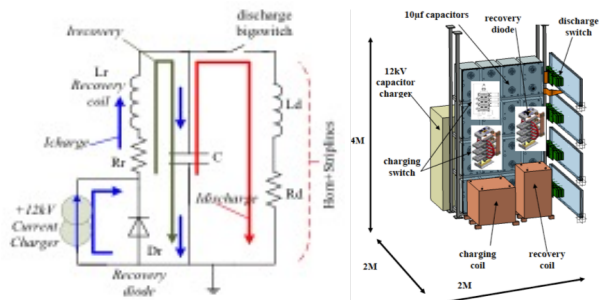 discharge
bigswitch
Irecovery
Lr
Recovery
coil
Icharge
Rr
C
Ld
Rd
Horn+Striplines
+12kV
Current
Charger
Idischarge
Dr
Recovery
diode
10μf capacitors
recovery
diode
discharge
switch
12kV
capacitor
charger
4M
charging
switch
charging
coil
recovery
coil
2M
2M